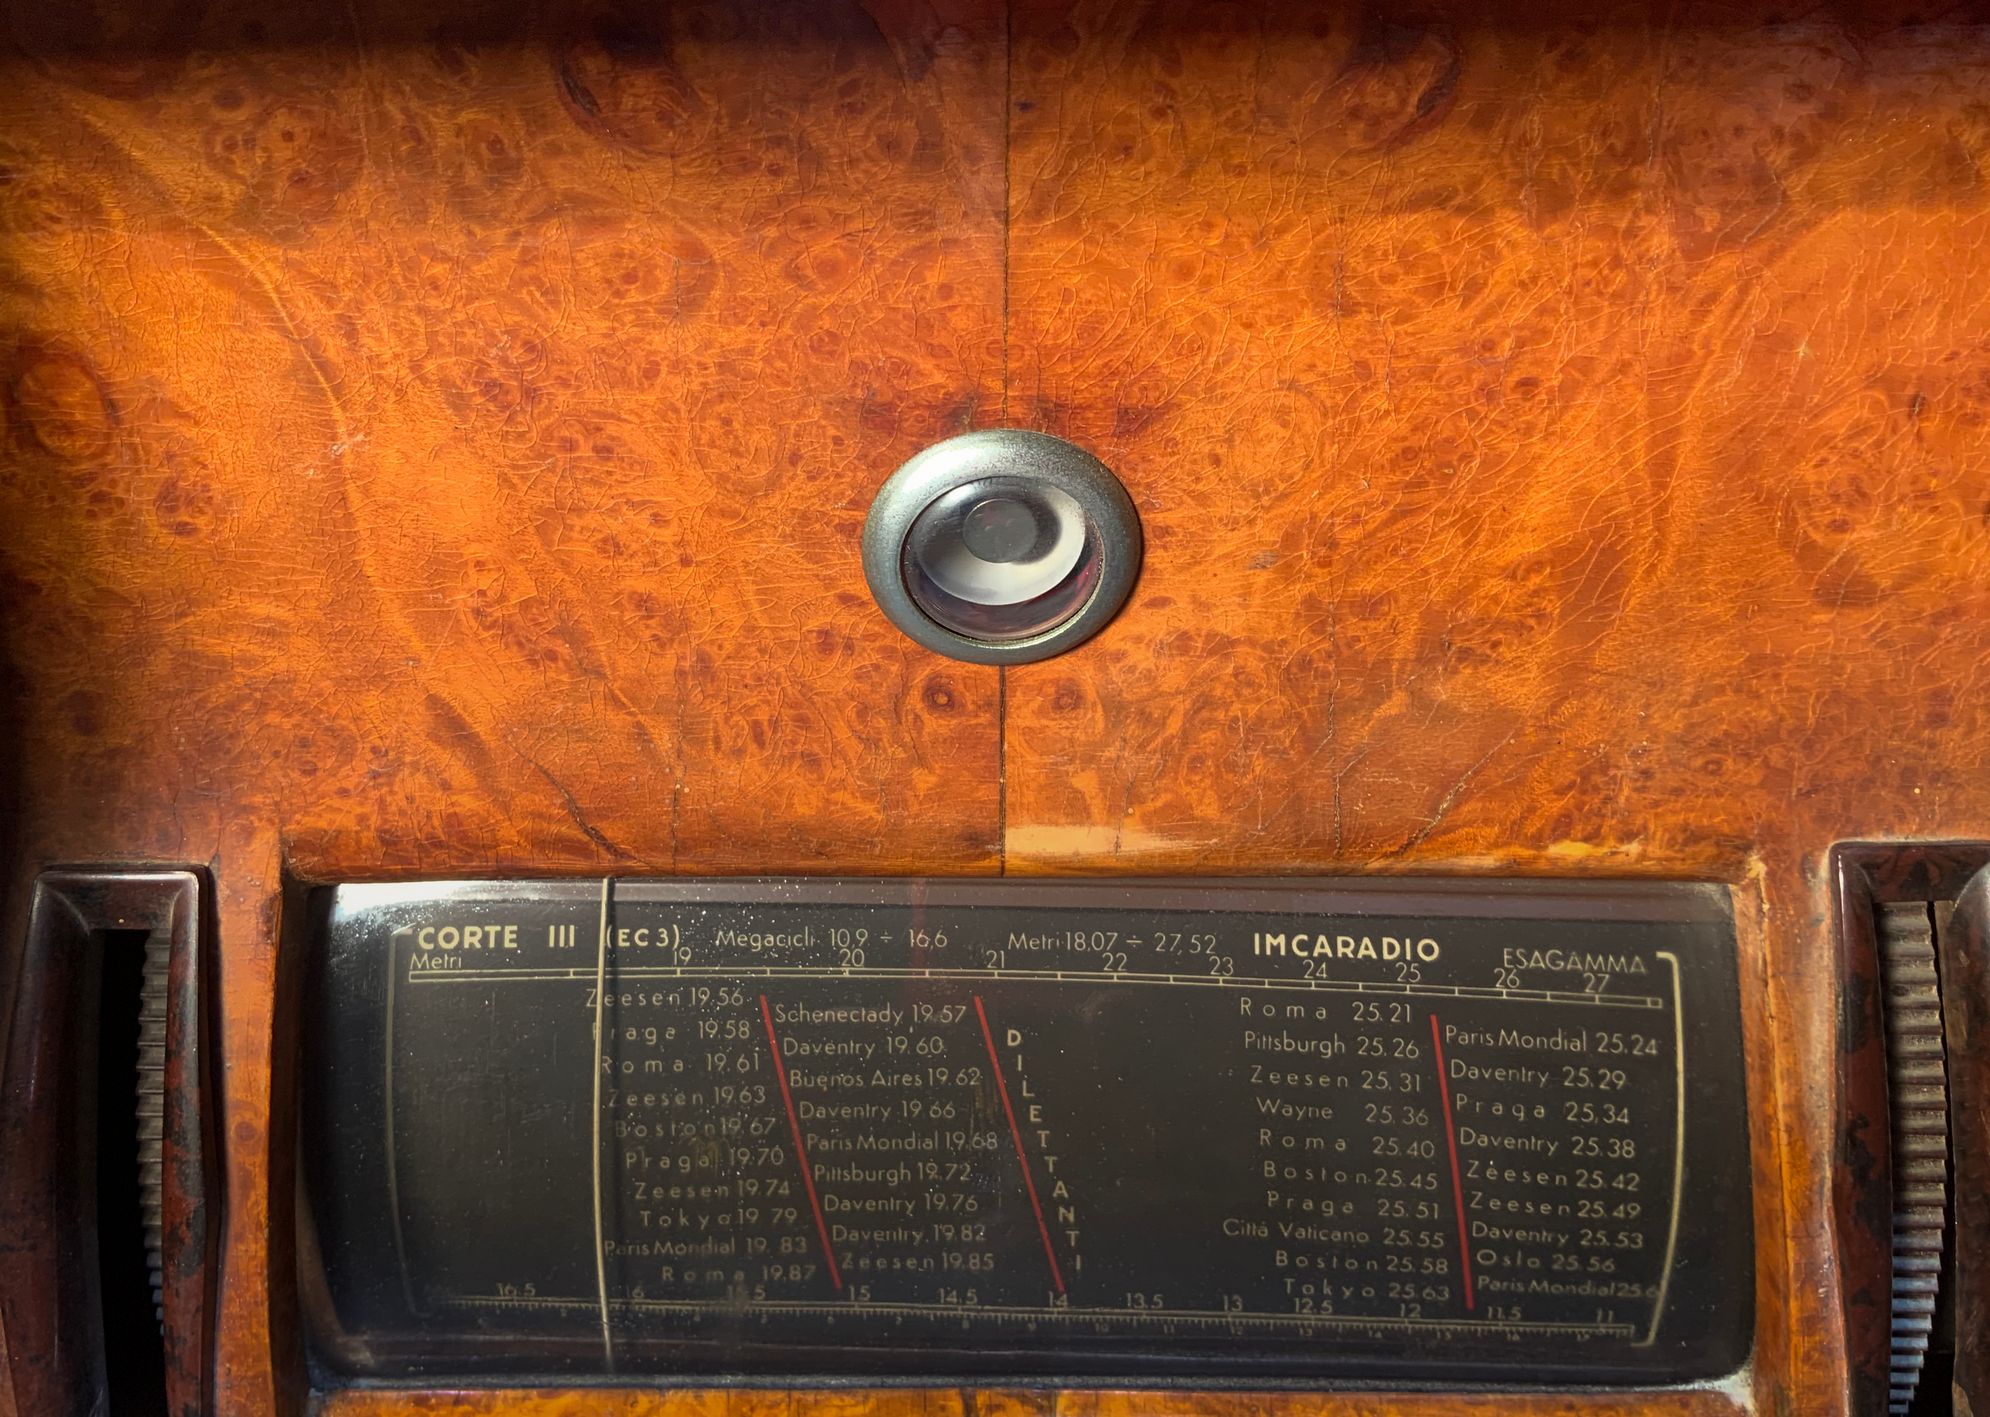 CORTE III (EC3) Megacicli 10,9 ÷ 16,6 Metri 18.07 ÷ 27,52 IMCARADIO ESAGAMMA
Metri 19 20 21 22 23 24 25 26 27
Zeesen 19.56
Praga 19.58
Roma 19.61
Zeesen 19.63
Boston 19.67
Praga 19.70
Zeesen 19.74
Tokyo 19 79
Paris Mondial 19.83
Roma 19.87
Schenectady 19.57
Daventry 19.60
Buenos Aires 19.62
Daventry 19.66
Paris Mondial 19.68
Pittsburgh 19.72
Daventry 19.76
Daventry 19.82
Zeesen 19.85
DILETTANTI
Roma 25.21
Pittsburgh 25.26
Zeesen 25.31
Wayne 25.36
Roma 25.40
Boston 25.45
Praga 25.51
Cittá Vaticano 25.55
Boston 25.58
Tokyo 25.63
Paris Mondial 25.24
Daventry 25.29
Praga 25,34
Daventry 25.38
Zeesen 25.42
Zeesen 25.49
Daventry 25.53
Oslo 25.56
Paris Mondial 25.6
16.5 16 15.5 15 14.5 14 13.5 13 12.5 12 11.5 11